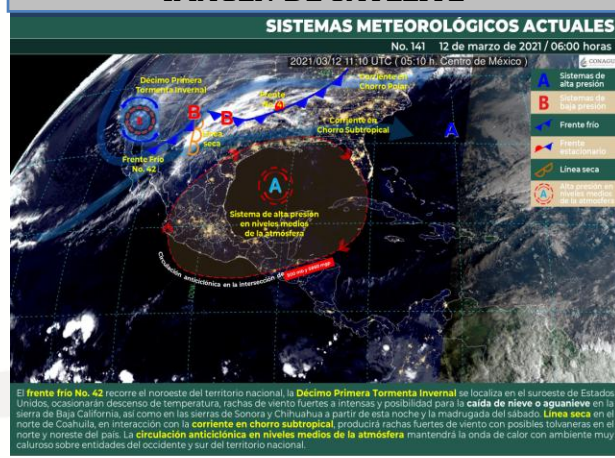 IMAGEN DE SATÉLITE
SISTEMAS METEOROLÓGICOS ACTUALES
No. 141 12 de marzo de 2021 / 06:00 horas
2021/03/12 11:10 UTC ( 05:10 h. Centro de México )
CONAGUA
Décimo Primera
Tormenta Invernal
B
B
Frente
Corriente en
Chorro Polar
Corriente en
Chorro Subtropical
Línea
seca
Frente Frío
No. 42
A
A
Sistema de alta presión
en niveles medios
de la atmósfera
Circulación anticiclónica en la intersección de
A
Sistemas de
alta presión
B
Sistemas de
baja presión
Frente frío
Frente
estacionario
Línea seca
A
Alta presión en
niveles medios
de la atmósfera
El frente frío No. 42 recorre el noroeste del territorio nacional, la Décimo Primera Tormenta Invernal se localiza en el suroeste de Estados
Unidos, ocasionarán descenso de temperatura, rachas de viento fuertes a intensas y posibilidad para la caída de nieve o aguanieve en la
sierra de Baja California, así como en las sierras de Sonora y Chihuahua a partir de esta noche y la madrugada del sábado. Línea seca en el
norte de Coahuila, en interacción con la corriente en chorro subtropical, producirá rachas fuertes de viento con posibles tolvaneras en el
norte y noreste del país. La circulación anticiclónica en niveles medios de la atmósfera mantendrá la onda de calor con ambiente muy
caluroso sobre entidades del occidente y sur del territorio nacional.